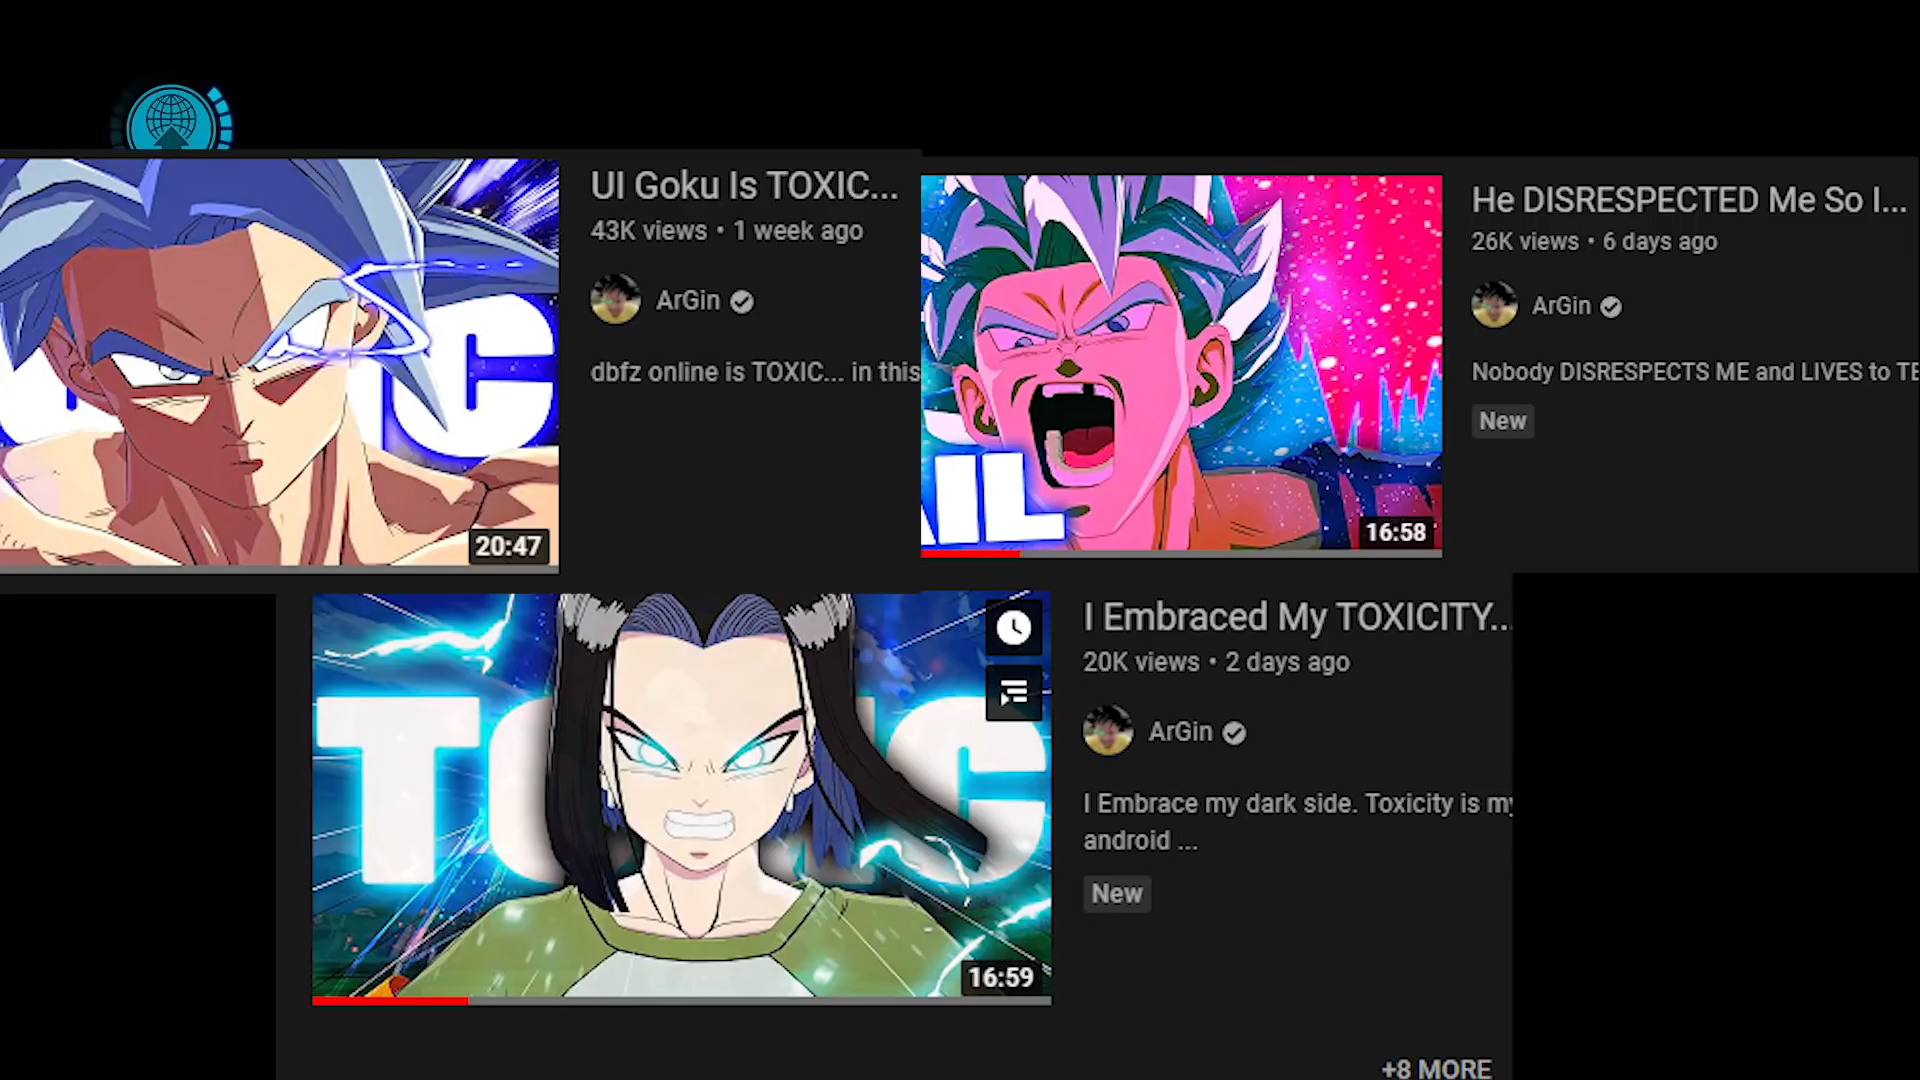 UI Goku Is TOXIC...
43K views • 1 week ago
ArGin
dbfz online is TOXIC... in this
IC
20:47
He DISRESPECTED Me So I...
26K views • 6 days ago
ArGin
Nobody DISRESPECTS ME and LIVES to TE
New
AIL
16:58
I Embraced My TOXICITY...
20K views • 2 days ago
ArGin
I Embrace my dark side. Toxicity is my
android ...
New
TOXIC
16:59
+8 MORE